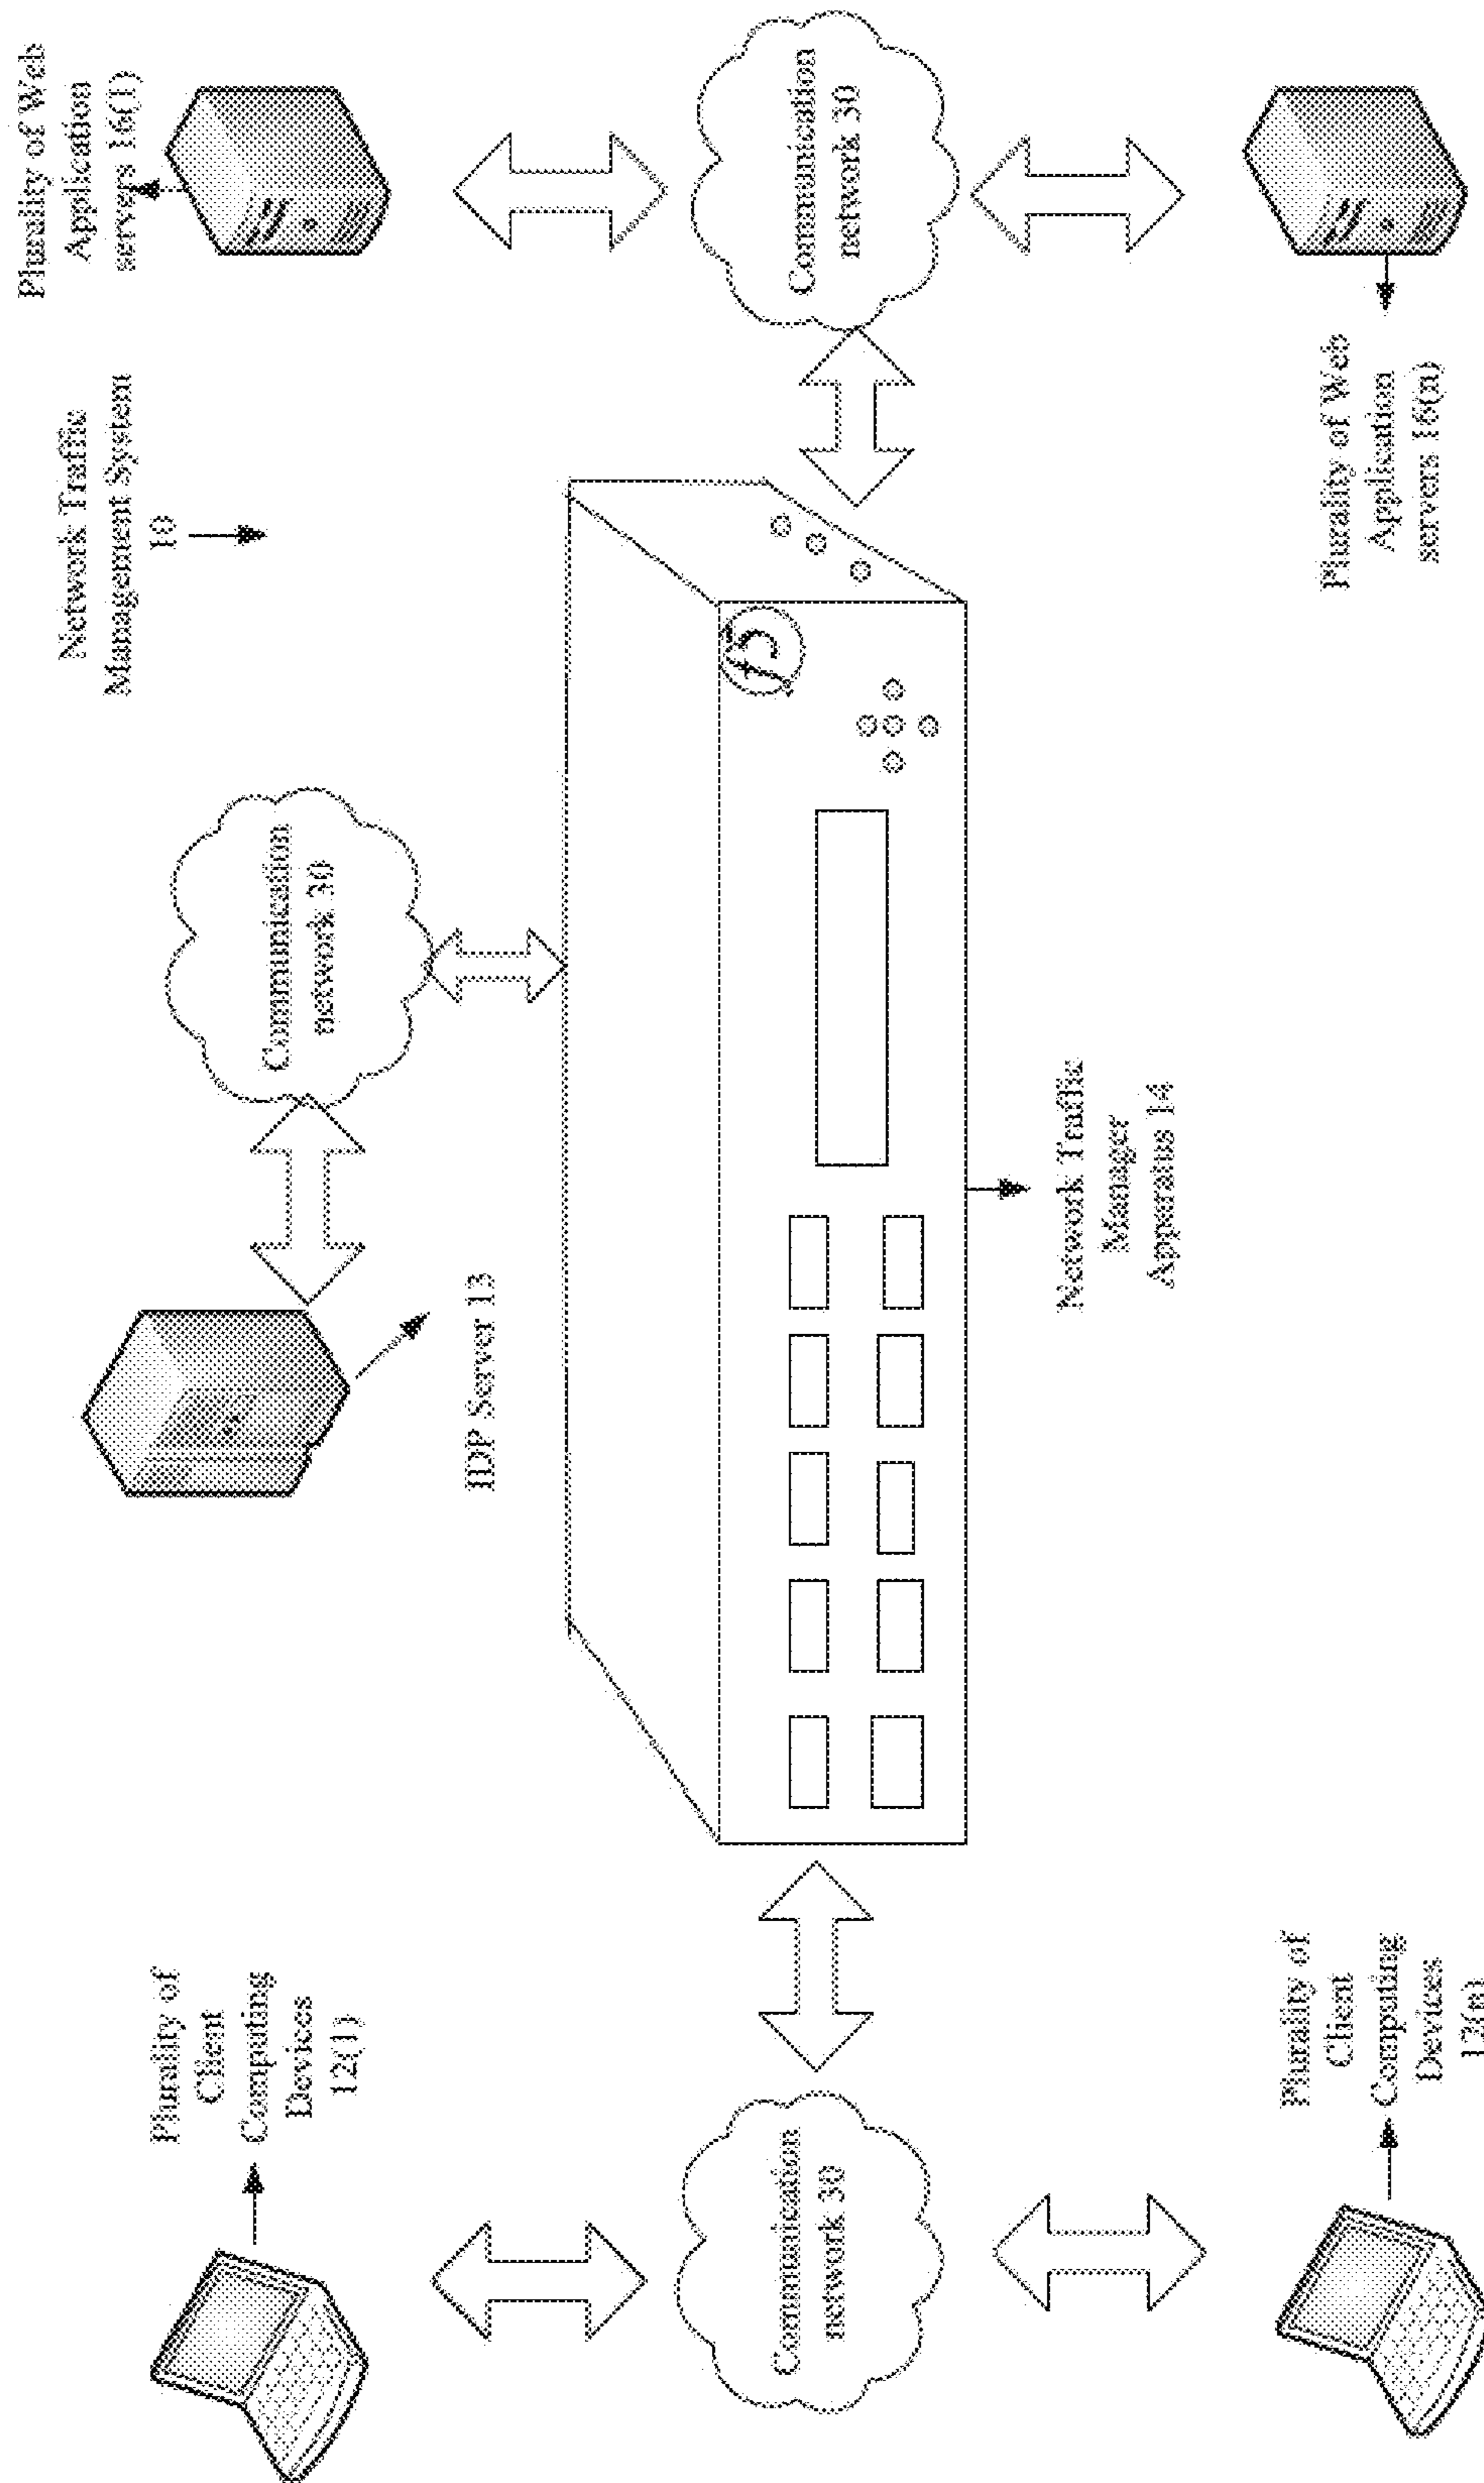 Network Traffic
Management System
10
Plurality of
Client
Computing
Devices
12(1)
IDP Server 13
Communication
network 30
Plurality of Web
Application
servers 16(1)
Communication
network 30
f5
Communication
network 30
Network Traffic
Manager
Apparatus 14
Plurality of
Client
Computing
Devices
12(n)
Plurality of Web
Application
servers 16(n)